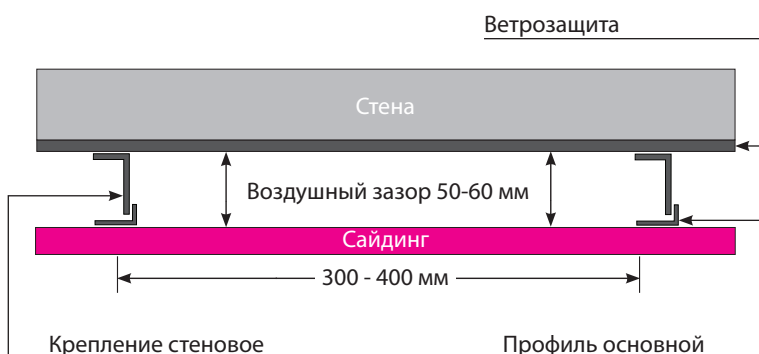 Ветрозащита
Стена
Воздушный зазор 50-60 мм
Сайдинг
300 - 400 мм
Крепление стеновое
Профиль основной